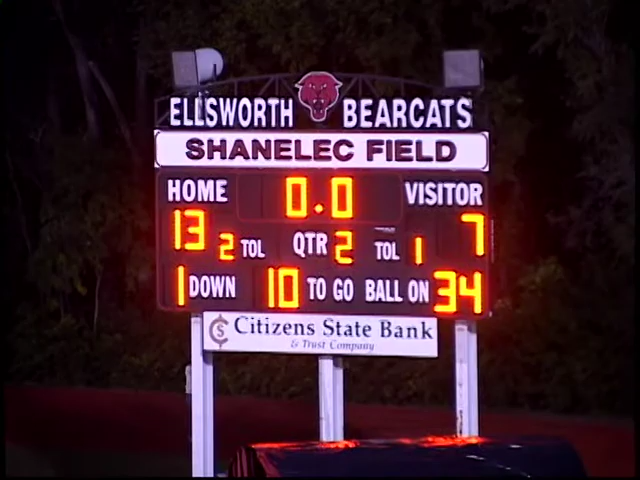 ELLSWORTH BEARCATS
SHANELEC FIELD
HOME 0.0 VISITOR
13 2 TOL QTR 2 TOL 1 7
1 DOWN 10 TO GO BALL ON 34
CS Citizens State Bank
& Trust Company